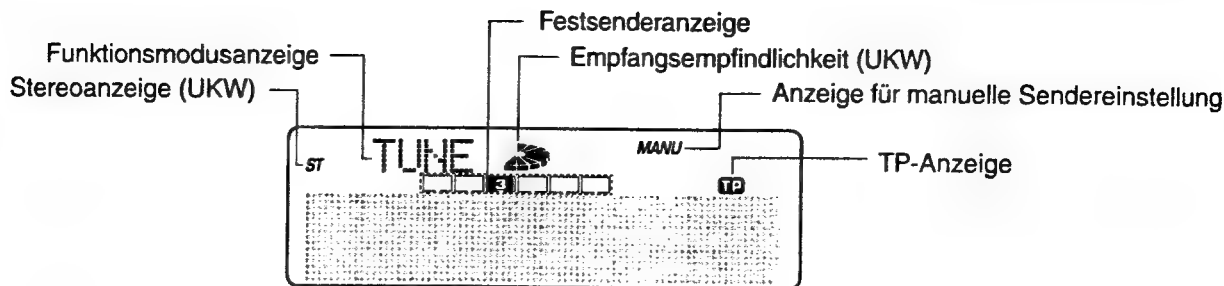 Festsenderanzeige
Funktionsmodusanzeige
Empfangsempfindlichkeit (UKW)
Stereoanzeige (UKW)
Anzeige für manuelle Sendereinstellung
ST
TUNE
MANU
TP-Anzeige
3
TP